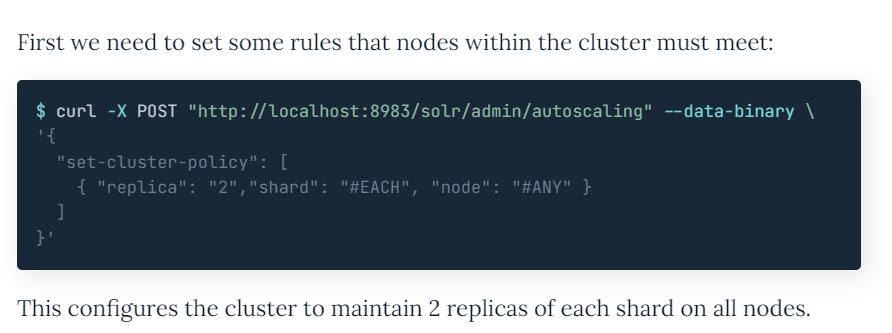 First we need to set some rules that nodes within the cluster must meet:
$ curl -X POST "http://localhost:8983/solr/admin/autoscaling" --data-binary \
'{
  "set-cluster-policy": [
    { "replica": "2","shard": "#EACH", "node": "#ANY" }
  ]
}'
This configures the cluster to maintain 2 replicas of each shard on all nodes.